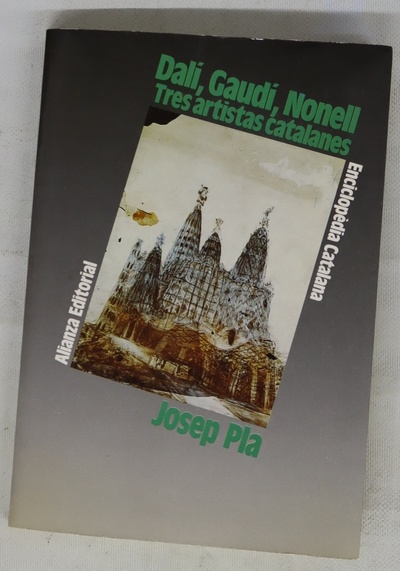 Dalí, Gaudí, Nonell
Tres artistas catalanes
Enciclopèdia Catalana
Alianza Editorial
Josep Pla